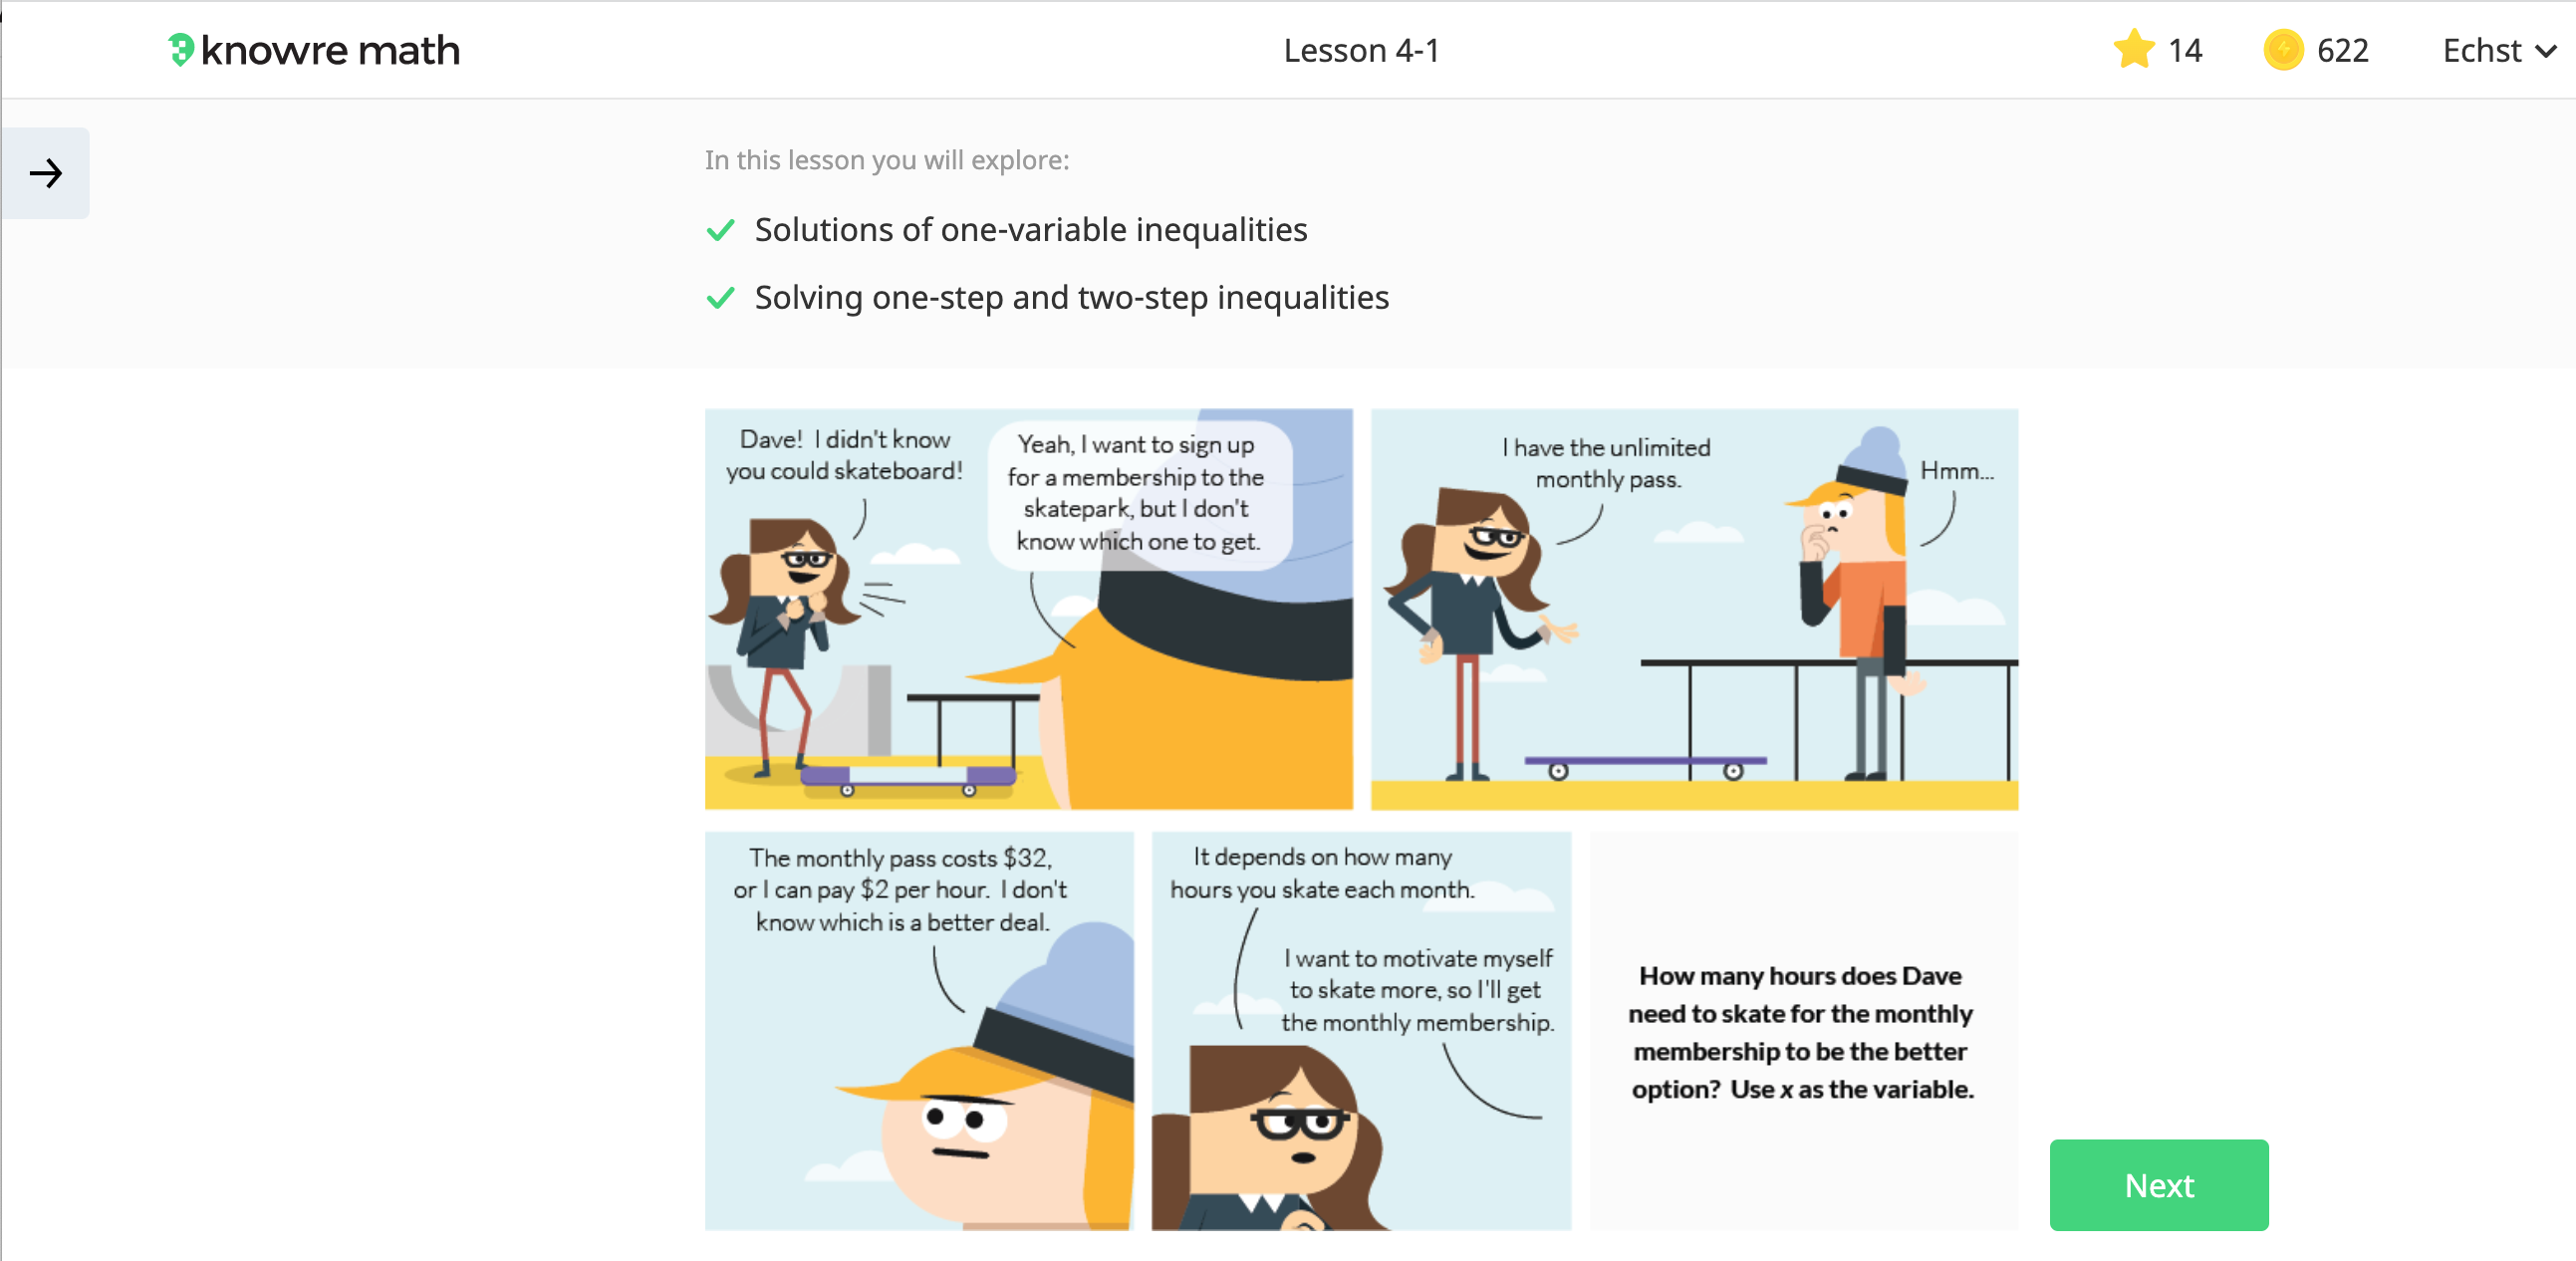 knowre math
Lesson 4-1
14
622
Echst
In this lesson you will explore:
Solutions of one-variable inequalities
Solving one-step and two-step inequalities
Dave! I didn't know
you could skateboard!
Yeah, I want to sign up
for a membership to the
skatepark, but I don't
know which one to get.
I have the unlimited
monthly pass.
Hmm...
The monthly pass costs $32,
or I can pay $2 per hour. I don't
know which is a better deal.
It depends on how many
hours you skate each month.
I want to motivate myself
to skate more, so I'll get
the monthly membership.
How many hours does Dave
need to skate for the monthly
membership to be the better
option? Use x as the variable.
Next